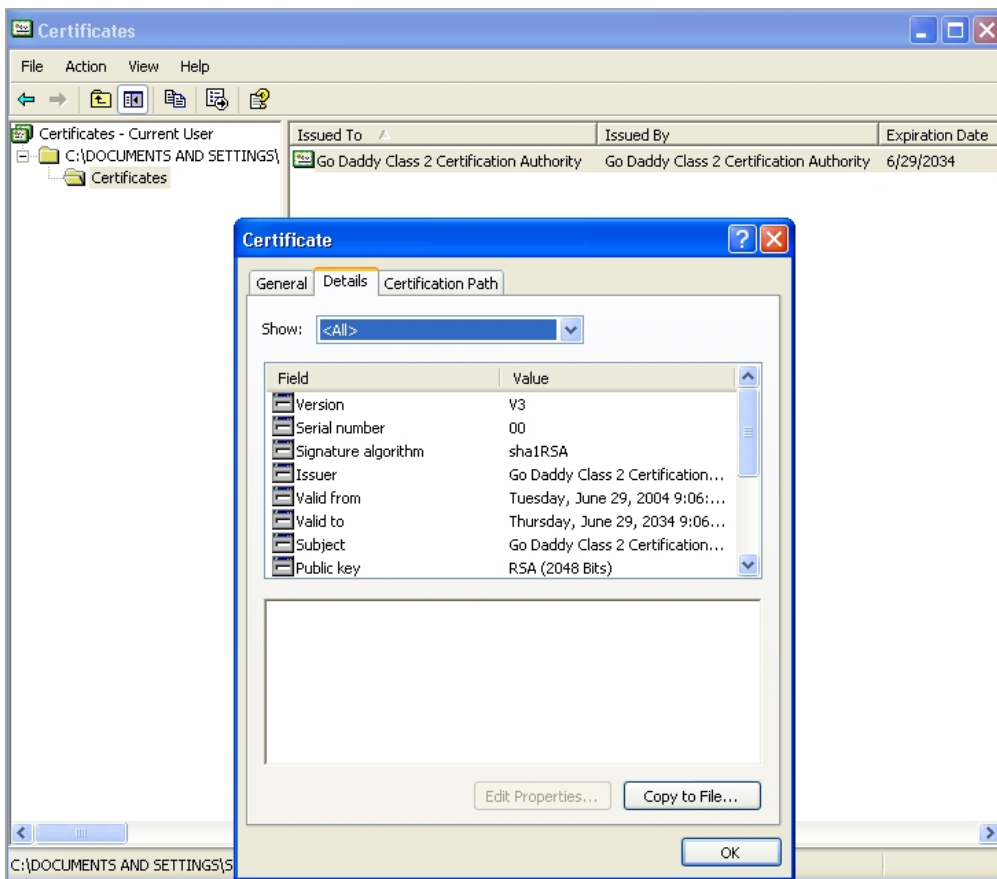 Certificates
File Action View Help
Certificates - Current User
C:\DOCUMENTS AND SETTINGS\
Certificates
Issued To Issued By Expiration Date
Go Daddy Class 2 Certification Authority Go Daddy Class 2 Certification Authority 6/29/2034
Certificate
General Details Certification Path
Show: <All>
Field Value
Version V3
Serial number 00
Signature algorithm sha1RSA
Issuer Go Daddy Class 2 Certification...
Valid from Tuesday, June 29, 2004 9:06:...
Valid to Thursday, June 29, 2034 9:06...
Subject Go Daddy Class 2 Certification...
Public key RSA (2048 Bits)
Edit Properties... Copy to File...
OK
C:\DOCUMENTS AND SETTINGS\S